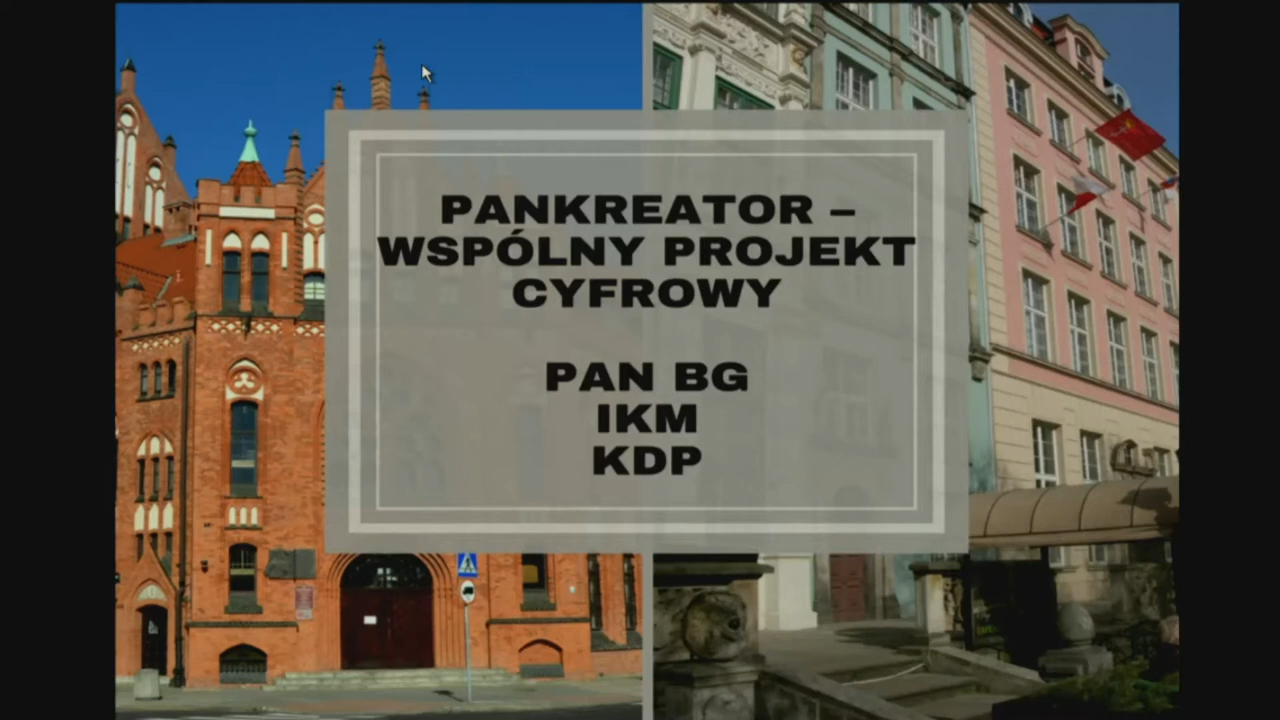 PANKREATOR –
WSPÓLNY PROJEKT
CYFROWY
PAN BG
IKM
KDP